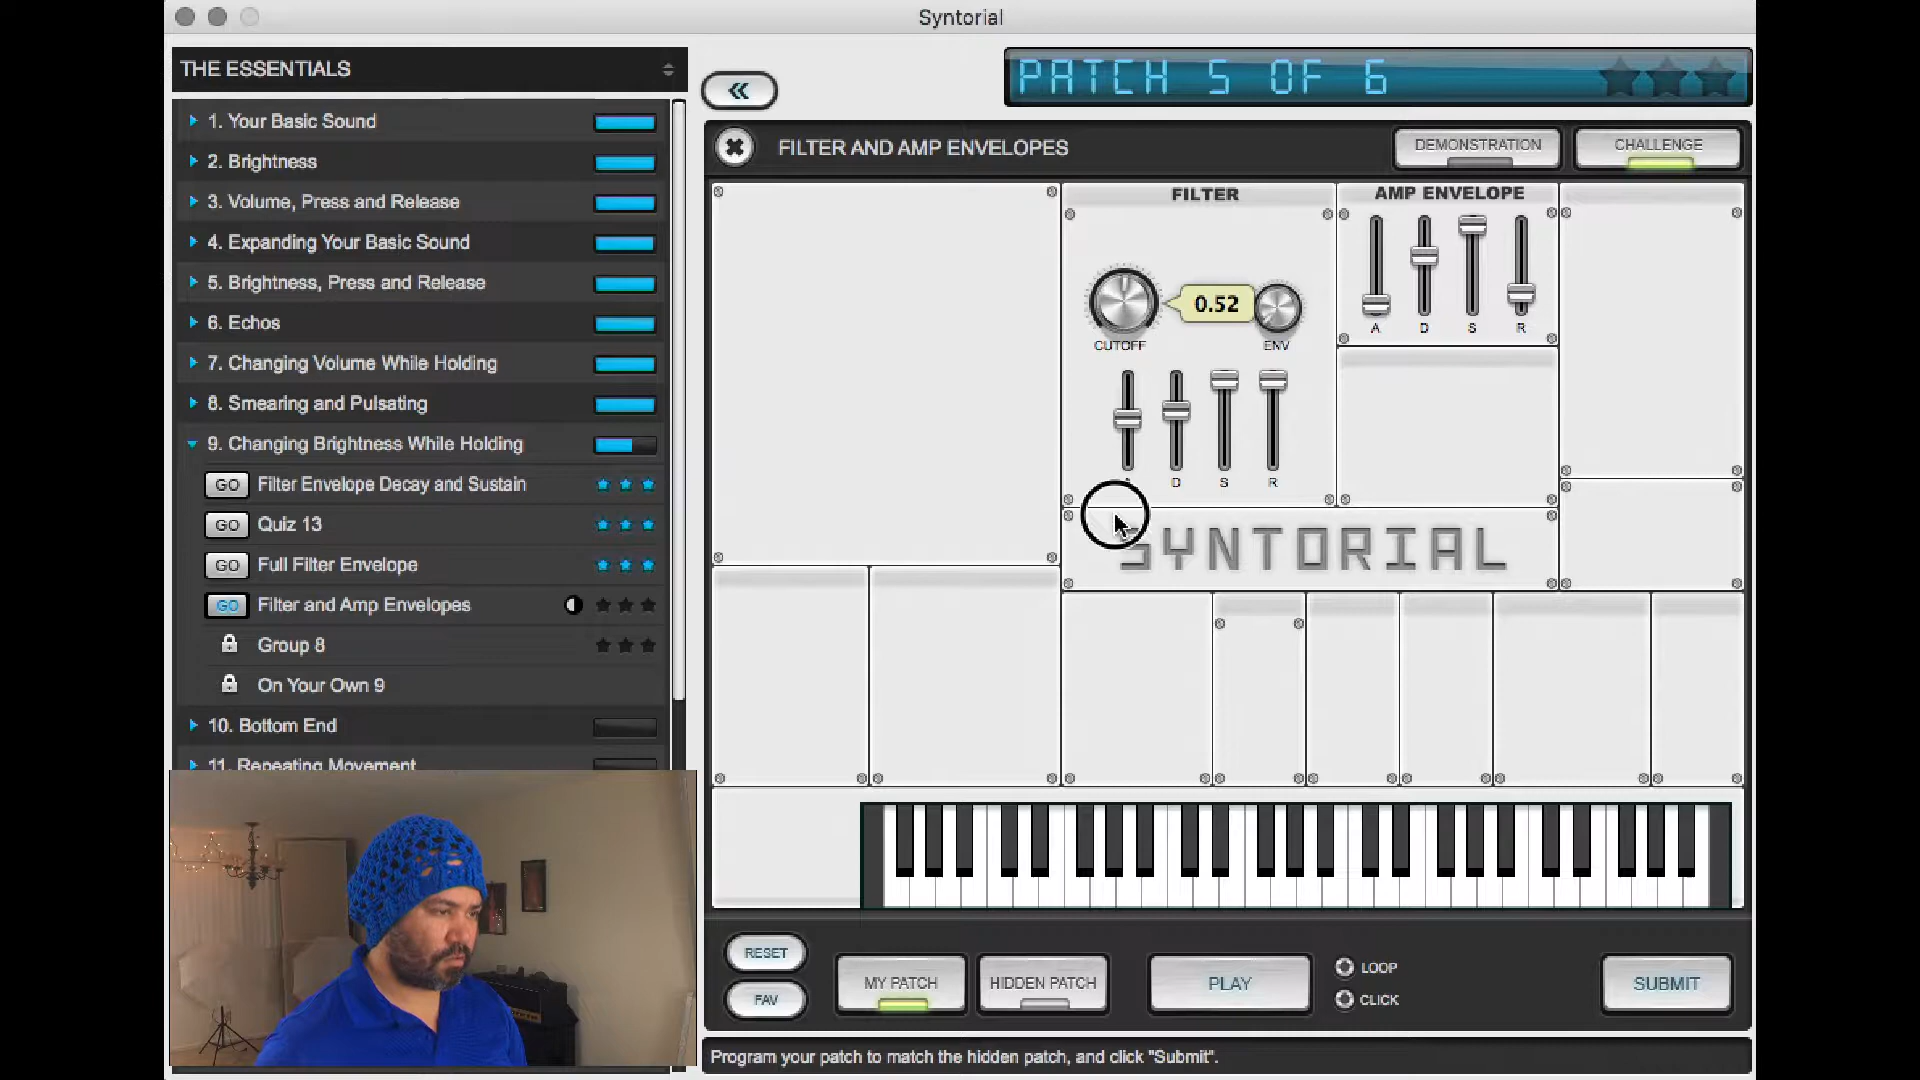 Syntorial
THE ESSENTIALS
1. Your Basic Sound
2. Brightness
3. Volume, Press and Release
4. Expanding Your Basic Sound
5. Brightness, Press and Release
6. Echos
7. Changing Volume While Holding
8. Smearing and Pulsating
9. Changing Brightness While Holding
GO Filter Envelope Decay and Sustain
GO Quiz 13
GO Full Filter Envelope
GO Filter and Amp Envelopes
Group 8
On Your Own 9
10. Bottom End
11. Repeating Movement
PATCH 5 OF 6
FILTER AND AMP ENVELOPES
DEMONSTRATION
CHALLENGE
FILTER
0.52
CUTOFF
ENV
D S R
AMP ENVELOPE
A D S R
SYNTORIAL
RESET
FAV
MY PATCH
HIDDEN PATCH
PLAY
LOOP
CLICK
SUBMIT
Program your patch to match the hidden patch, and click "Submit".